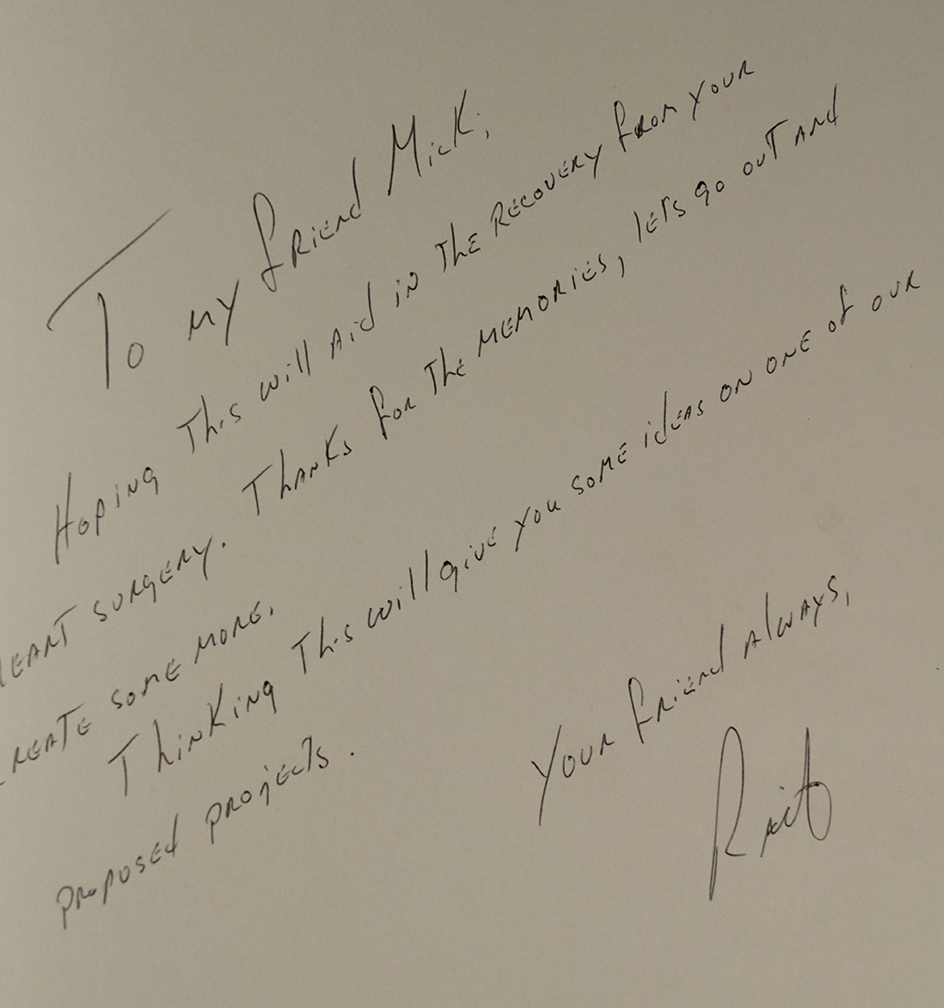 To my friend Mick;
Hoping This will Aid in The Recovery from your
heart surgery. Thanks for The memories, lets go out and
create some more.
Thinking This will give you some ideas on one of our
proposed projects.
Your friend Always,